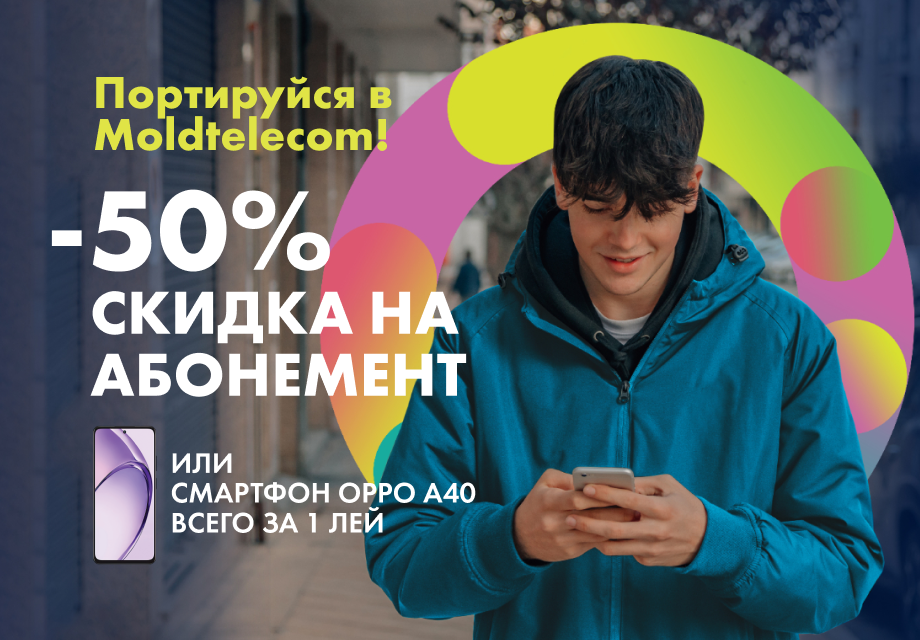 Портируйся в
Moldtelecom!
-50%
СКИДКА НА
АБОНЕМЕНТ
ИЛИ
СМАРТФОН OPPO A40
ВСЕГО ЗА 1 ЛЕЙ